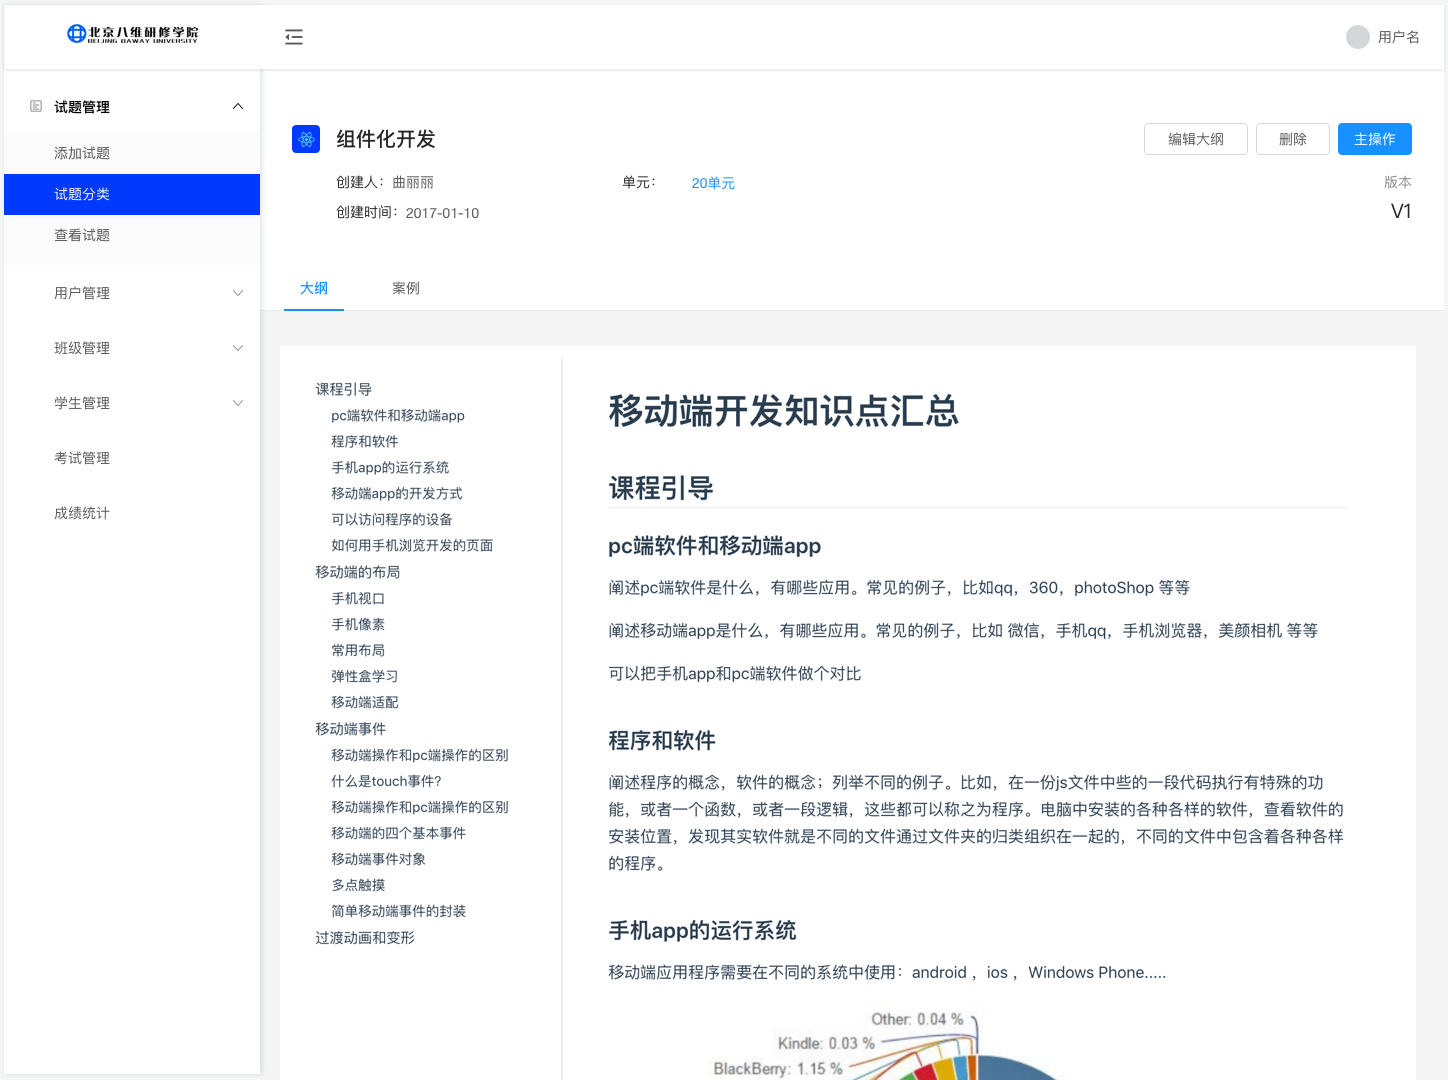 北京八维研修学院
BEIJING BAWAY UNIVERSITY
用户名
试题管理
添加试题
试题分类
查看试题
用户管理
班级管理
学生管理
考试管理
成绩统计
组件化开发
编辑大纲
删除
主操作
创建人：曲丽丽
单元：
20单元
版本
创建时间：2017-01-10
V1
大纲
案例
课程引导
pc端软件和移动端app
程序和软件
手机app的运行系统
移动端app的开发方式
可以访问程序的设备
如何用手机浏览开发的页面
移动端的布局
手机视口
手机像素
常用布局
弹性盒学习
移动端适配
移动端事件
移动端操作和pc端操作的区别
什么是touch事件?
移动端操作和pc端操作的区别
移动端的四个基本事件
移动端事件对象
多点触摸
简单移动端事件的封装
过渡动画和变形
移动端开发知识点汇总
课程引导
pc端软件和移动端app
阐述pc端软件是什么，有哪些应用。常见的例子，比如qq，360，photoShop 等等
阐述移动端app是什么，有哪些应用。常见的例子，比如 微信，手机qq，手机浏览器，美颜相机 等等
可以把手机app和pc端软件做个对比
程序和软件
阐述程序的概念，软件的概念；列举不同的例子。比如，在一份js文件中些的一段代码执行有特殊的功
能，或者一个函数，或者一段逻辑，这些都可以称之为程序。电脑中安装的各种各样的软件，查看软件的
安装位置，发现其实软件就是不同的文件通过文件夹的归类组织在一起的，不同的文件中包含着各种各样
的程序。
手机app的运行系统
移动端应用程序需要在不同的系统中使用：android ，ios ，Windows Phone.....
Other: 0.04 %
Kindle: 0.03 %
BlackBerry: 1.15 %